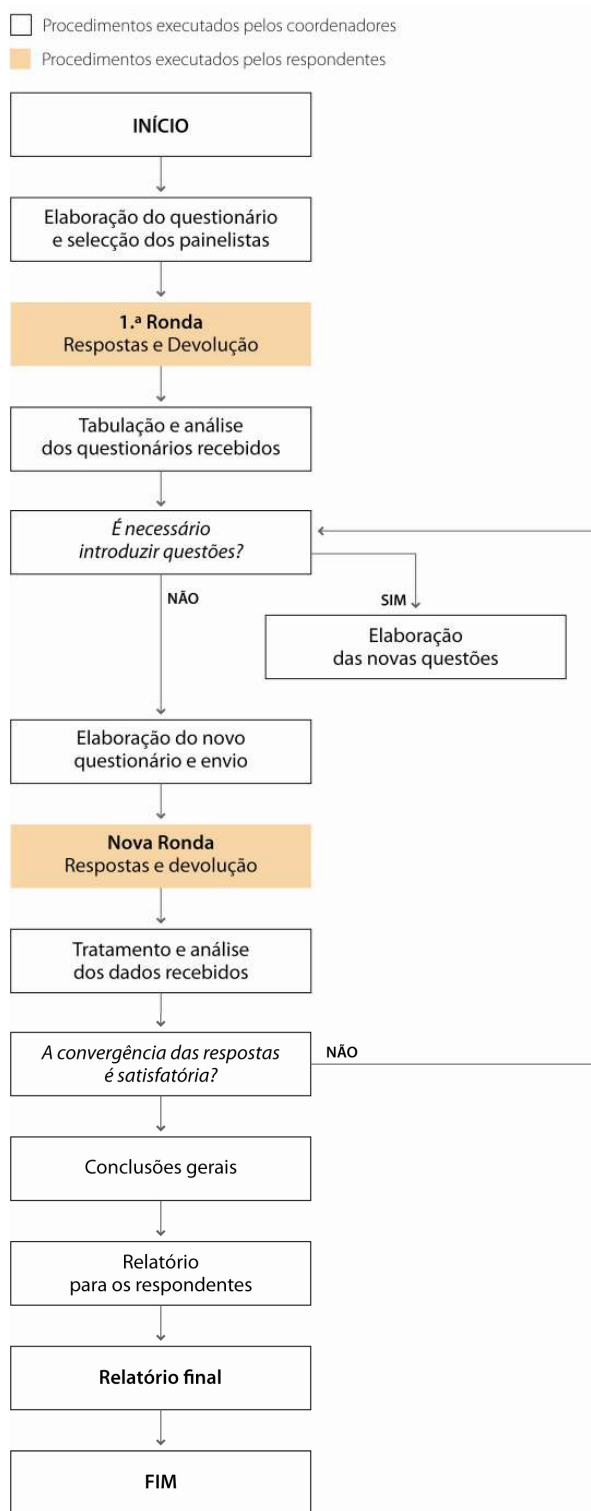 Procedimentos executados pelos coordenadores
Procedimentos executados pelos respondentes
INÍCIO
Elaboração do questionário
e selecção dos painelistas
1.ª Ronda
Respostas e Devolução
Tabulação e análise
dos questionários recebidos
É necessário
introduzir questões?
NÃO
SIM
Elaboração
das novas questões
Elaboração do novo
questionário e envio
Nova Ronda
Respostas e devolução
Tratamento e análise
dos dados recebidos
A convergência das respostas
é satisfatória?
NÃO
Conclusões gerais
Relatório
para os respondentes
Relatório final
FIM